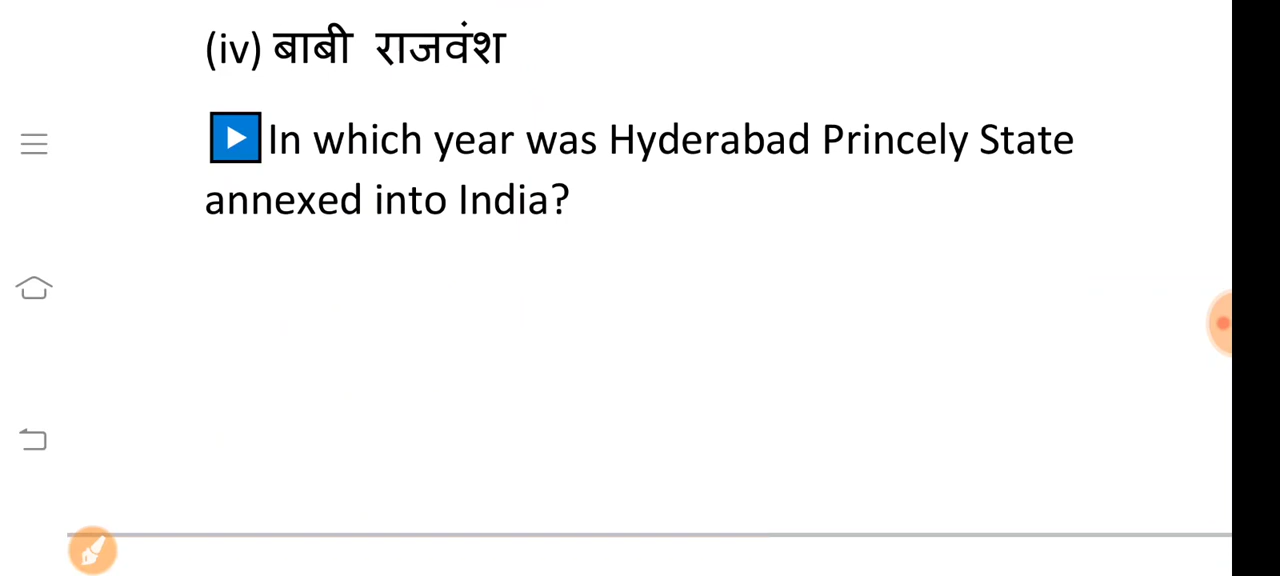 (iv) बाबी राजवंश
In which year was Hyderabad Princely State
annexed into India?